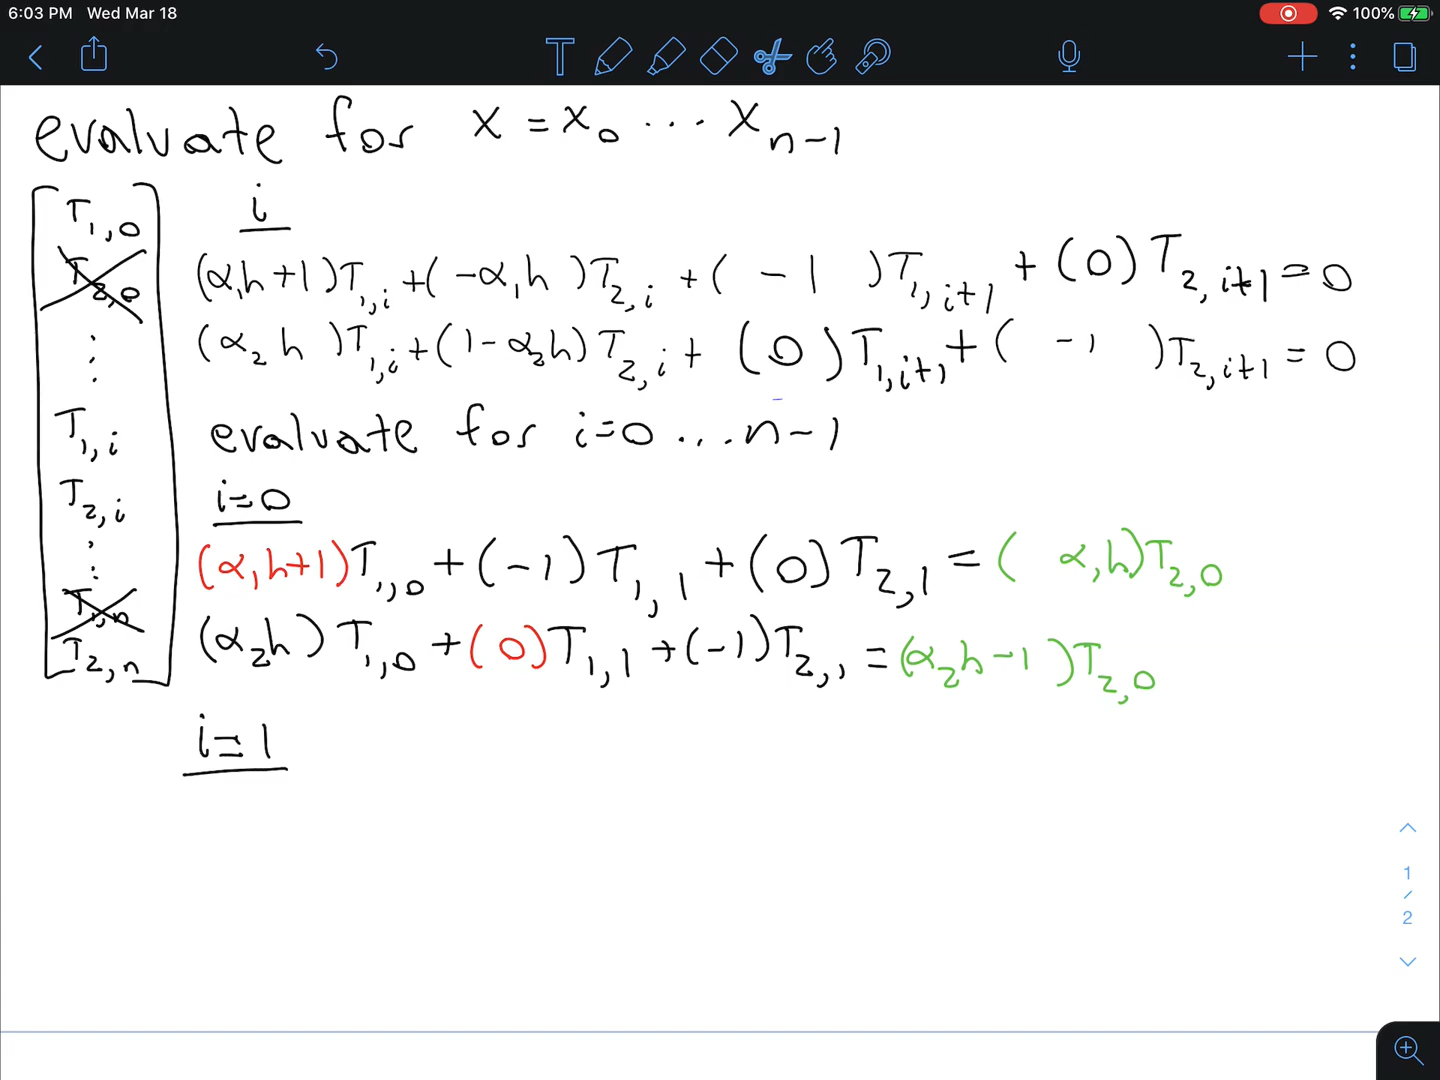 6:03 PM Wed Mar 18
100%
evaluate for x = x₀ ... xₙ₋₁
T₁,₀
T₂,₀
⋮
T₁,ᵢ
T₂,ᵢ
⋮
T₁,ₙ
T₂,ₙ
i
(α₁h+1)T₁,ᵢ + (-α₁h)T₂,ᵢ + (-1)T₁,ᵢ₊₁ + (0)T₂,ᵢ₊₁ = 0
(α₂h)T₁,ᵢ + (1-α₂h)T₂,ᵢ + (0)T₁,ᵢ₊₁ + (-1)T₂,ᵢ₊₁ = 0
evaluate for i=0 ... n-1
i=0
(α₁h+1)T₁,₀ + (-1)T₁,₁ + (0)T₂,₁ = (α₁h)T₂,₀
(α₂h)T₁,₀ + (0)T₁,₁ + (-1)T₂,₁ = (α₂h-1)T₂,₀
i=1
1
/
2